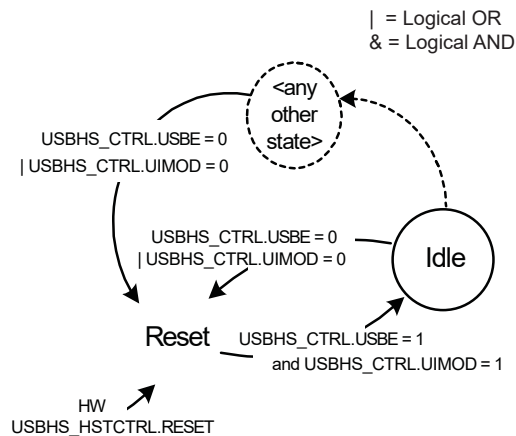 | = Logical OR
& = Logical AND
<any
other
state>
USBHS_CTRL.USBE = 0
| USBHS_CTRL.UIMOD = 0
USBHS_CTRL.USBE = 0
| USBHS_CTRL.UIMOD = 0
Idle
Reset
USBHS_CTRL.USBE = 1
and USBHS_CTRL.UIMOD = 1
HW
USBHS_HSTCTRL.RESET